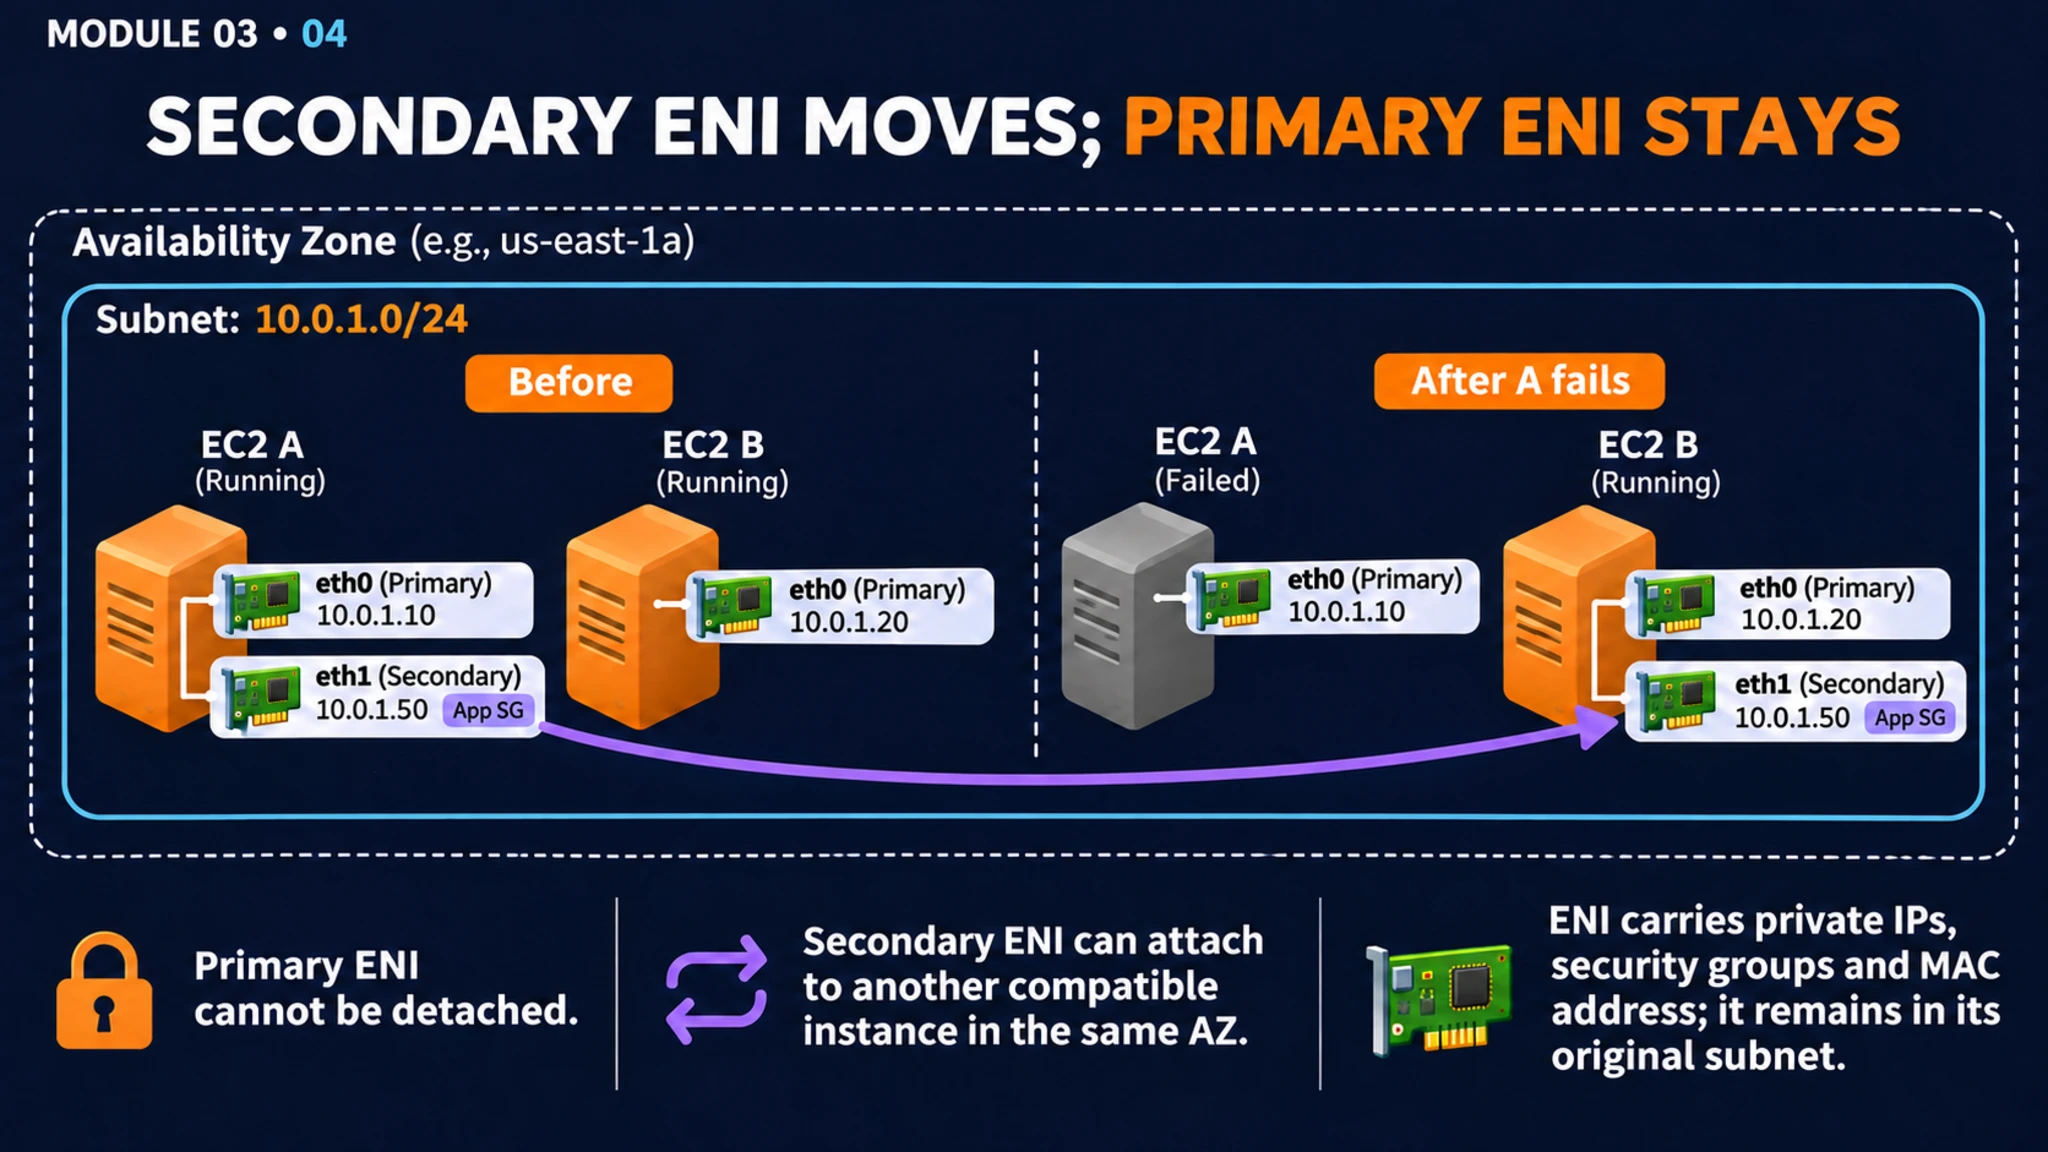 MODULE 03 • 04
SECONDARY ENI MOVES; PRIMARY ENI STAYS
Availability Zone (e.g., us-east-1a)
Subnet: 10.0.1.0/24
Before
EC2 A
(Running)
eth0 (Primary)
10.0.1.10
eth1 (Secondary)
10.0.1.50 App SG
EC2 B
(Running)
eth0 (Primary)
10.0.1.20
After A fails
EC2 A
(Failed)
eth0 (Primary)
10.0.1.10
EC2 B
(Running)
eth0 (Primary)
10.0.1.20
eth1 (Secondary)
10.0.1.50 App SG
Primary ENI
cannot be detached.
Secondary ENI can attach
to another compatible
instance in the same AZ.
ENI carries private IPs,
security groups and MAC
address; it remains in its
original subnet.